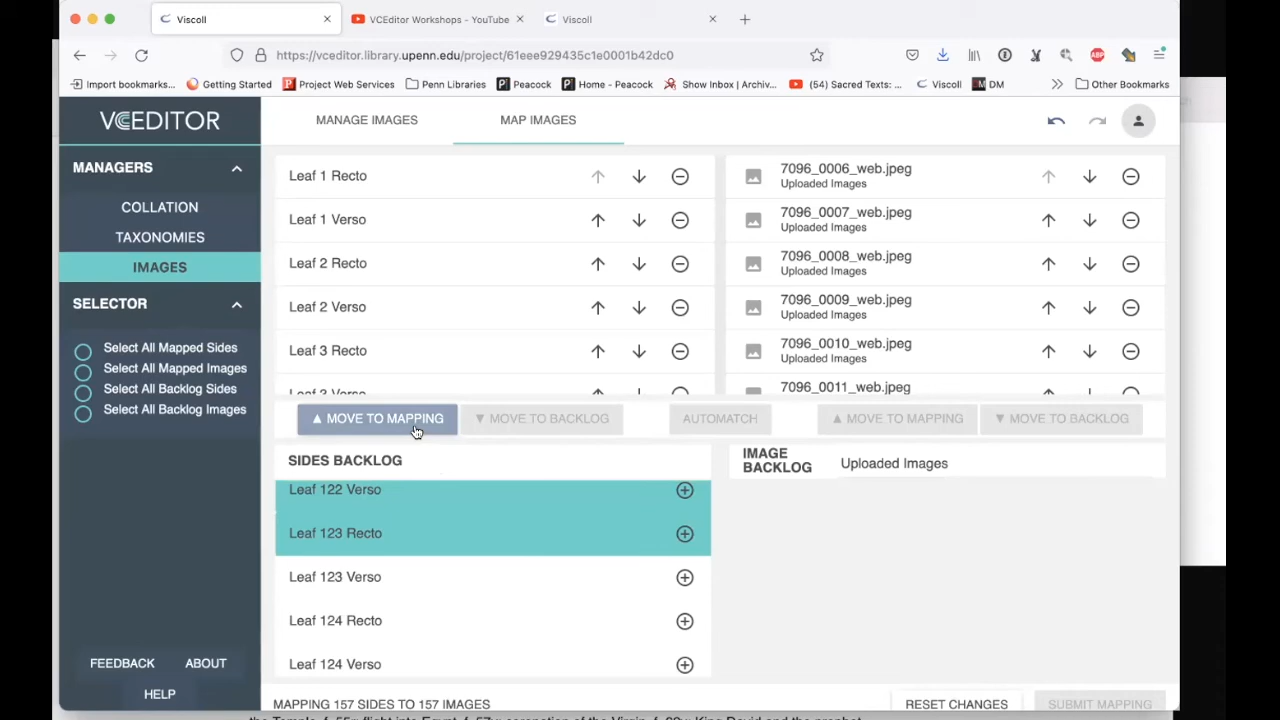 Viscoll
VCEditor Workshops - YouTube
Viscoll
https://vceditor.library.upenn.edu/project/61eee929435c1e0001b42dc0
Import bookmarks...
Getting Started
Project Web Services
Penn Libraries
Peacock
Home - Peacock
Show Inbox | Archiv...
(54) Sacred Texts: ...
Viscoll
DM
Other Bookmarks
VCEDITOR
MANAGE IMAGES
MAP IMAGES
MANAGERS
COLLATION
TAXONOMIES
IMAGES
SELECTOR
Select All Mapped Sides
Select All Mapped Images
Select All Backlog Sides
Select All Backlog Images
FEEDBACK
ABOUT
HELP
Leaf 1 Recto
Leaf 1 Verso
Leaf 2 Recto
Leaf 2 Verso
Leaf 3 Recto
Leaf 3 Verso
7096_0006_web.jpeg
Uploaded Images
7096_0007_web.jpeg
Uploaded Images
7096_0008_web.jpeg
Uploaded Images
7096_0009_web.jpeg
Uploaded Images
7096_0010_web.jpeg
Uploaded Images
7096_0011_web.jpeg
▲ MOVE TO MAPPING
▼ MOVE TO BACKLOG
AUTOMATCH
▲ MOVE TO MAPPING
▼ MOVE TO BACKLOG
SIDES BACKLOG
Leaf 122 Verso
Leaf 123 Recto
Leaf 123 Verso
Leaf 124 Recto
Leaf 124 Verso
IMAGE
BACKLOG
Uploaded Images
MAPPING 157 SIDES TO 157 IMAGES
RESET CHANGES
SUBMIT MAPPING